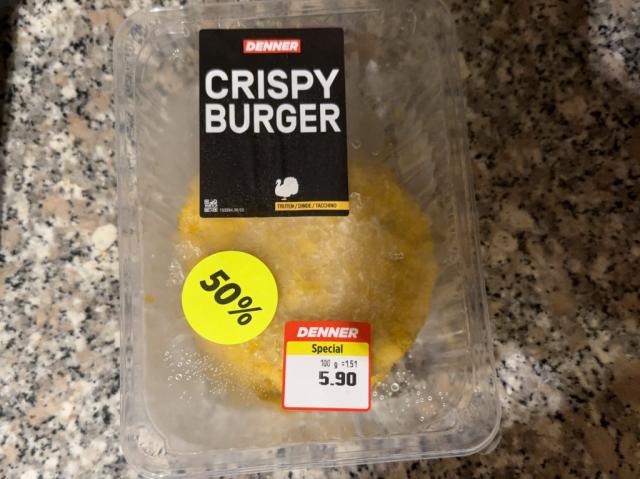 DENNER
CRISPY
BURGER
TRUTEN / DINDE / TACCHINO
50%
DENNER
Special
100 g =1.51
5.90